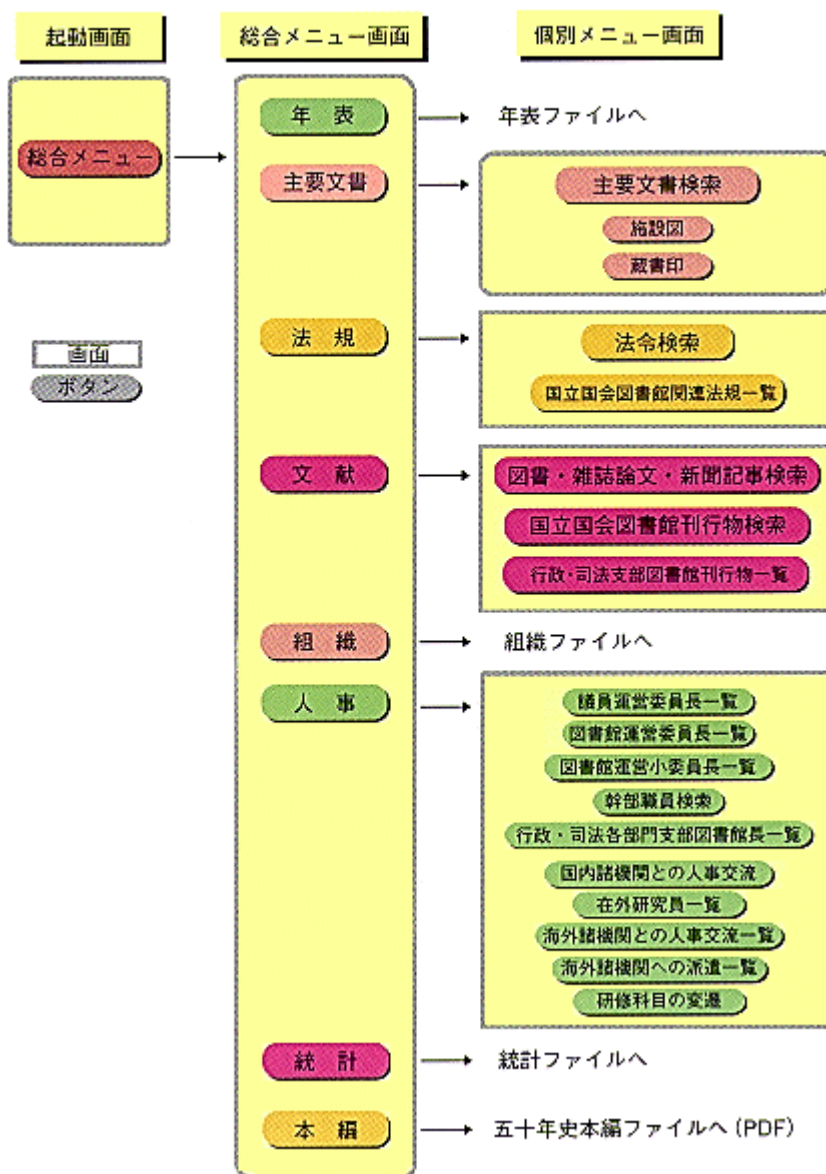 起動画面
総合メニュー画面
個別メニュー画面
総合メニュー
画面
ボタン
年表
年表ファイルへ
主要文書
主要文書検索
施設図
蔵書印
法規
法令検索
国立国会図書館関連法規一覧
文献
図書・雑誌論文・新聞記事検索
国立国会図書館刊行物検索
行政・司法支部図書館刊行物一覧
組織
組織ファイルへ
人事
議員運営委員長一覧
図書館運営委員長一覧
図書館運営小委員長一覧
幹部職員検索
行政・司法各部門支部図書館長一覧
国内諸機関との人事交流
在外研究員一覧
海外諸機関との人事交流一覧
海外諸機関への派遣一覧
研修科目の変遷
統計
統計ファイルへ
本編
五十年史本編ファイルへ (PDF)